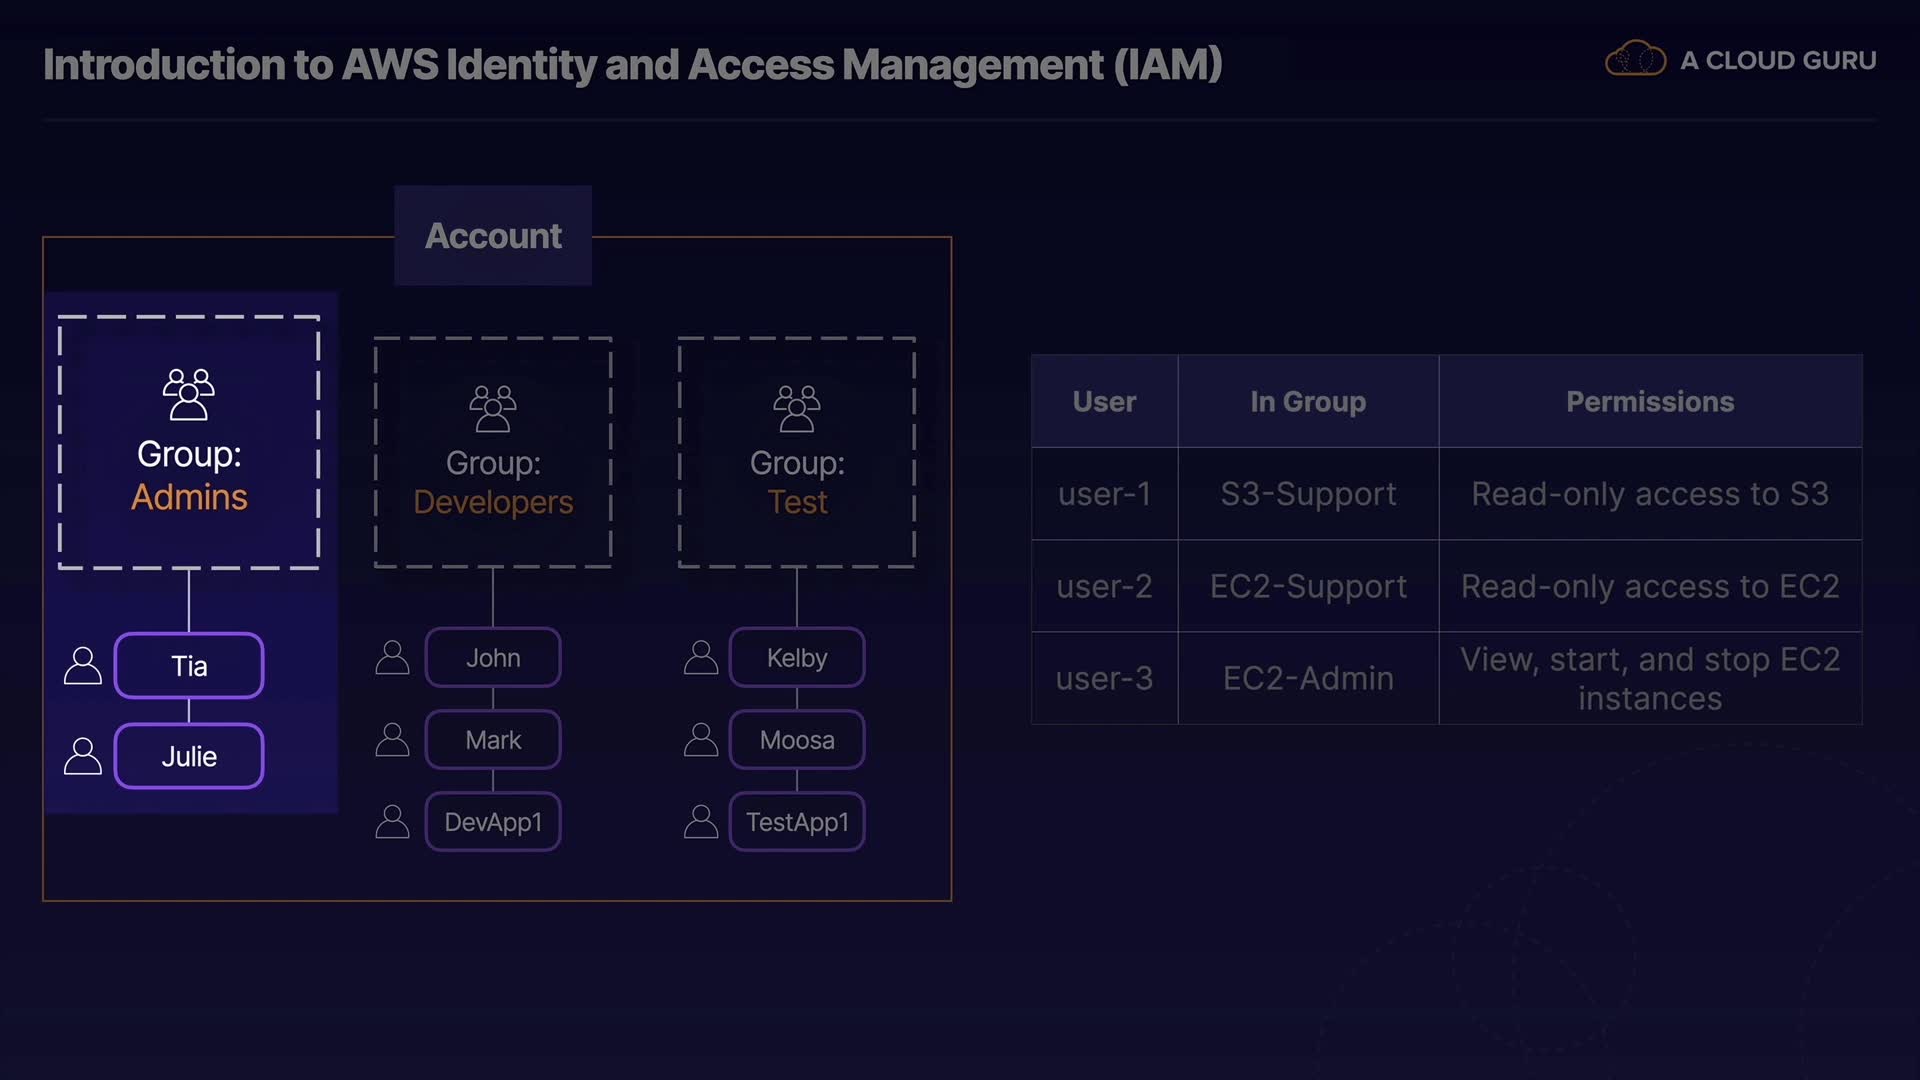 Introduction to AWS Identity and Access Management (IAM)
A CLOUD GURU
Account
Group:
Admins
Tia
Julie
Group:
Developers
John
Mark
DevApp1
Group:
Test
Kelby
Moosa
TestApp1
User In Group Permissions
user-1 S3-Support Read-only access to S3
user-2 EC2-Support Read-only access to EC2
user-3 EC2-Admin View, start, and stop EC2
instances